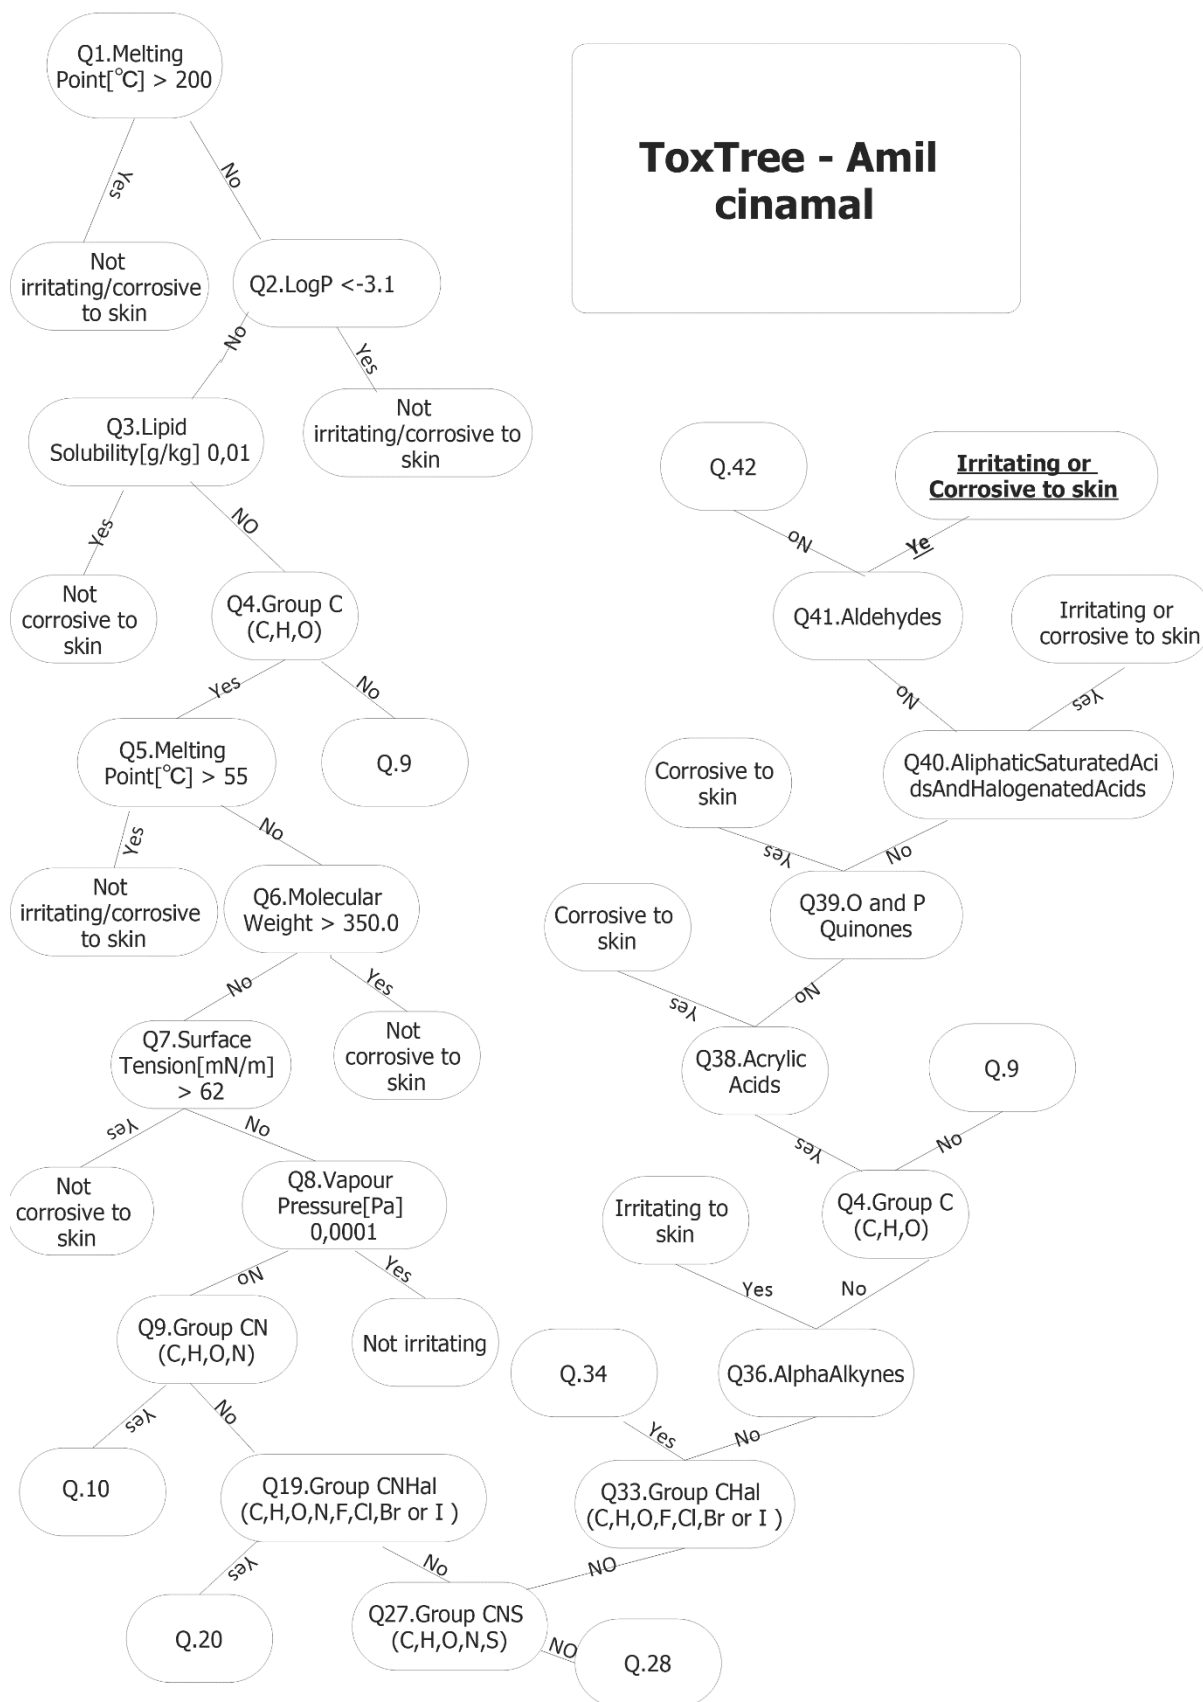 Q1.Melting
Point[°C] > 200
ToxTree - Amil
cinamal
Yes
No
Not
irritating/corrosive
to skin
Q2.LogP <-3.1
No
Yes
Q3.Lipid
Solubility[g/kg] 0,01
Not
irritating/corrosive to
skin
Yes
NO
Not
corrosive to
skin
Q4.Group C
(C,H,O)
Yes
No
Q5.Melting
Point[°C] > 55
Q.9
Yes
No
Not
irritating/corrosive
to skin
Q6.Molecular
Weight > 350.0
No
Yes
Q7.Surface
Tension[mN/m]
> 62
Not
corrosive to
skin
Yes
No
Not
corrosive to
skin
Q8.Vapour
Pressure[Pa]
0,0001
No
Yes
Q9.Group CN
(C,H,O,N)
Not irritating
Yes
No
Q.10
Q19.Group CNHal
(C,H,O,N,F,Cl,Br or I )
Yes
No
Q.20
Q27.Group CNS
(C,H,O,N,S)
NO
Q.28
Q.42
Irritating or
Corrosive to skin
No
Ye
Q41.Aldehydes
Irritating or
corrosive to skin
No
Yes
Corrosive to
skin
Q40.AliphaticSaturatedAci
dsAndHalogenatedAcids
Yes
No
Corrosive to
skin
Q39.O and P
Quinones
Yes
No
Q38.Acrylic
Acids
Q.9
Yes
No
Irritating to
skin
Q4.Group C
(C,H,O)
Yes
No
Q.34
Q36.AlphaAlkynes
Yes
No
Q33.Group CHal
(C,H,O,F,Cl,Br or I )
NO